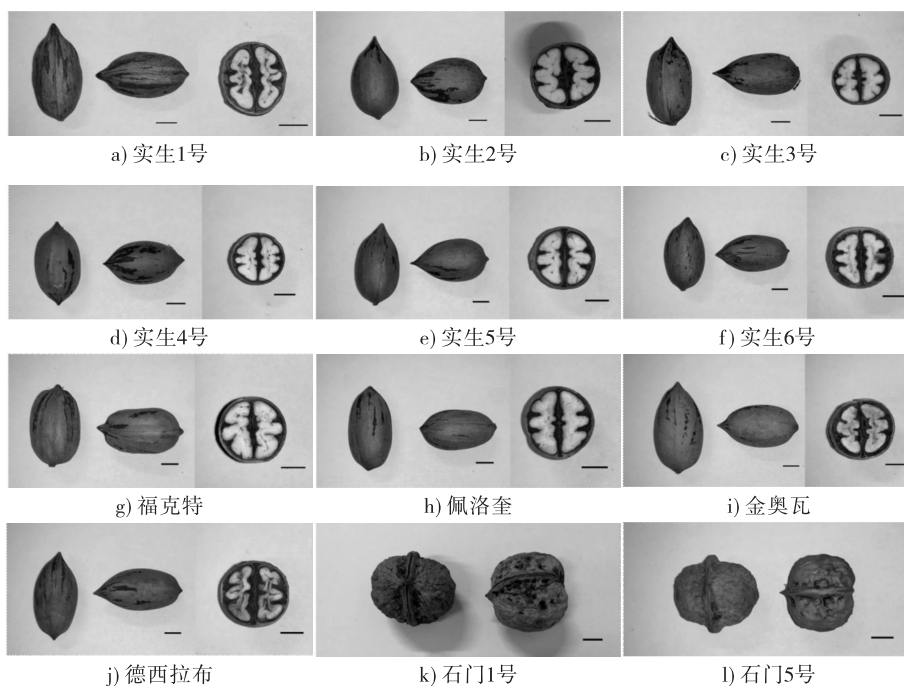 a) 实生1号
b) 实生2号
c) 实生3号
d) 实生4号
e) 实生5号
f) 实生6号
g) 福克特
h) 佩洛奎
i) 金奥瓦
j) 德西拉布
k) 石门1号
l) 石门5号